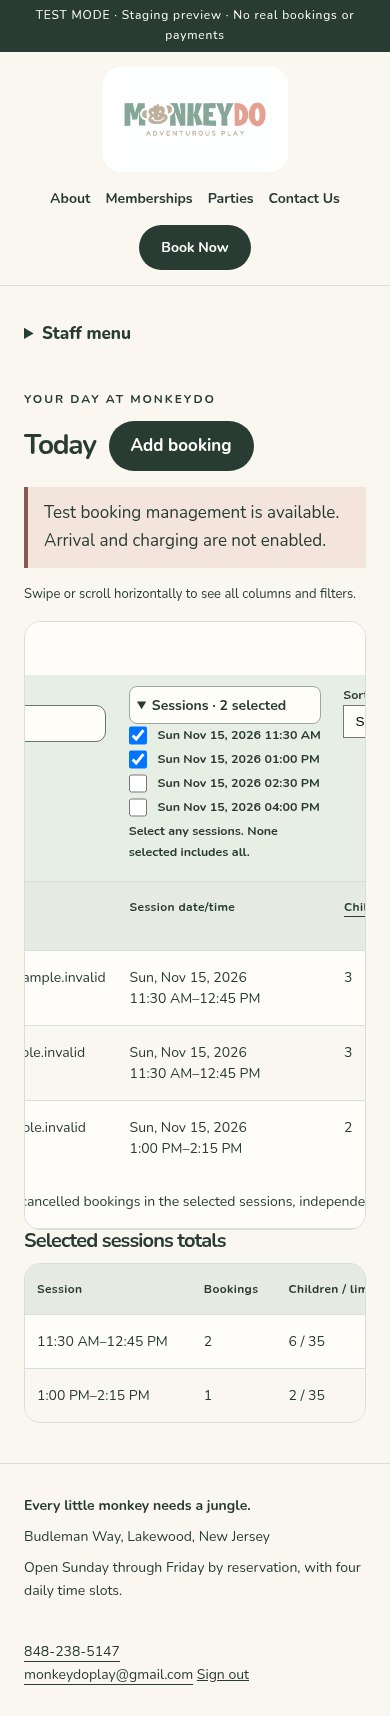 TEST MODE · Staging preview · No real bookings or
payments
MONKEYDO
ADVENTUROUS PLAY
About Memberships Parties Contact Us
Book Now
▶ Staff menu
YOUR DAY AT MONKEYDO
Today Add booking
Test booking management is available.
Arrival and charging are not enabled.
Swipe or scroll horizontally to see all columns and filters.
▼ Sessions · 2 selected
Sort
S
Sun Nov 15, 2026 11:30 AM
Sun Nov 15, 2026 01:00 PM
Sun Nov 15, 2026 02:30 PM
Sun Nov 15, 2026 04:00 PM
Select any sessions. None
selected includes all.
Session date/time Chil
ample.invalid Sun, Nov 15, 2026 3
11:30 AM–12:45 PM
ple.invalid Sun, Nov 15, 2026 3
11:30 AM–12:45 PM
ple.invalid Sun, Nov 15, 2026 2
1:00 PM–2:15 PM
cancelled bookings in the selected sessions, independe
Selected sessions totals
Session Bookings Children / lim
11:30 AM–12:45 PM 2 6 / 35
1:00 PM–2:15 PM 1 2 / 35
Every little monkey needs a jungle.
Budleman Way, Lakewood, New Jersey
Open Sunday through Friday by reservation, with four
daily time slots.
848-238-5147
monkeydoplay@gmail.com Sign out